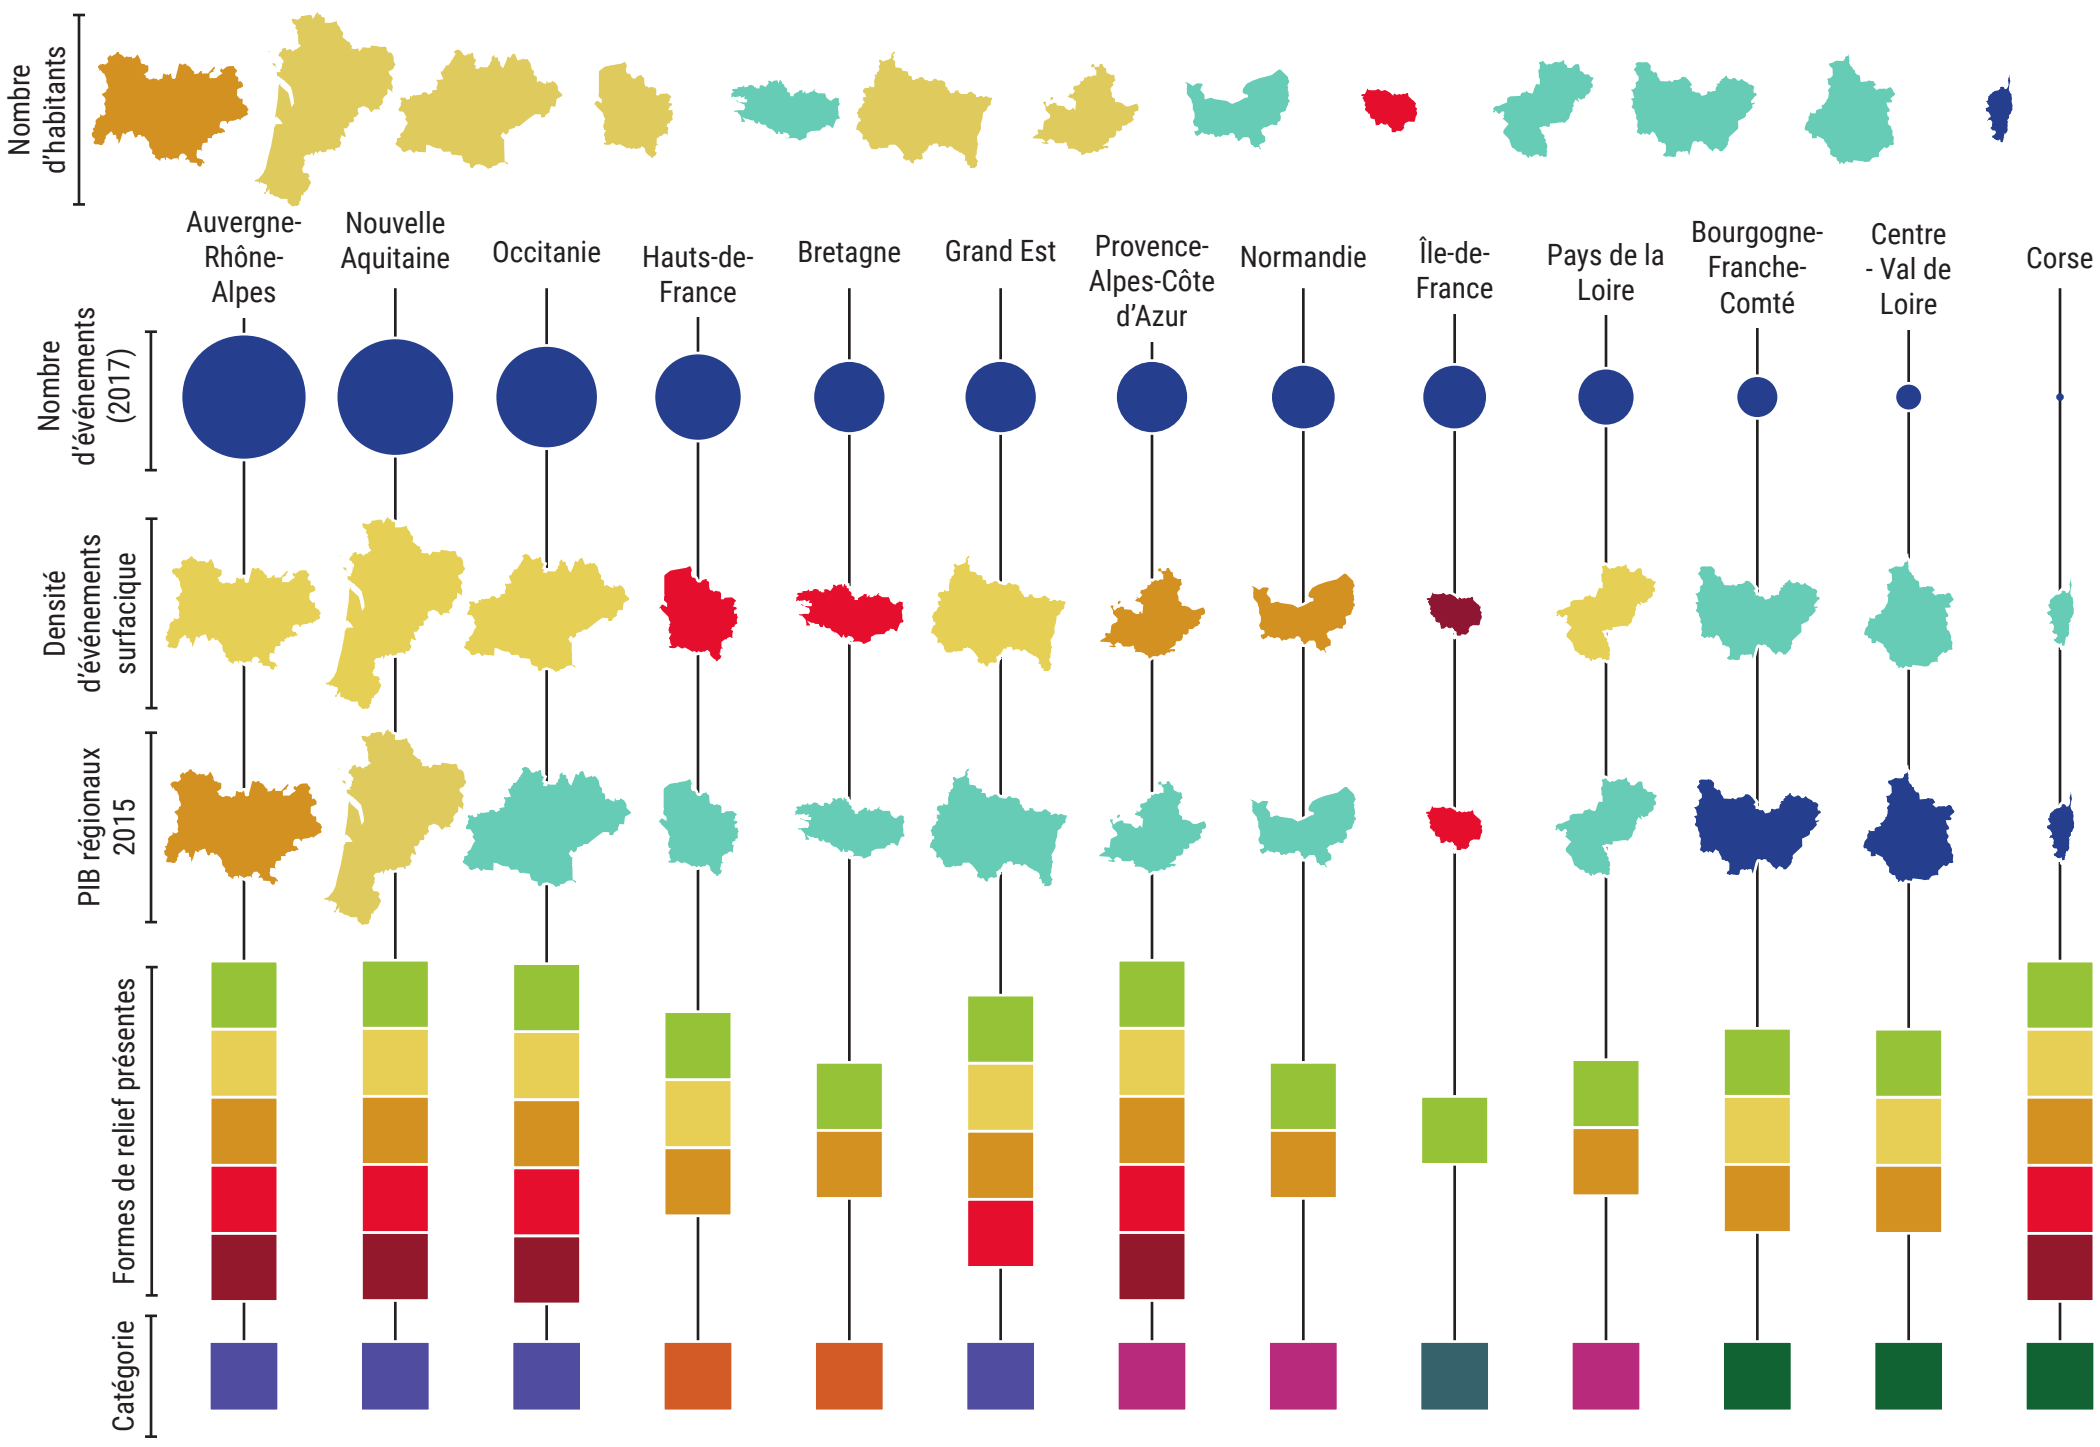 Nombre
d'habitants
Auvergne-
Rhône-
Alpes
Nouvelle
Aquitaine
Occitanie
Hauts-de-
France
Bretagne
Grand Est
Provence-
Alpes-Côte
d'Azur
Normandie
Île-de-
France
Pays de la
Loire
Bourgogne-
Franche-
Comté
Centre
- Val de
Loire
Corse
Nombre
d'événements
(2017)
Densité
d'événements
surfacique
PIB régionaux
2015
Formes de relief présentes
Catégorie